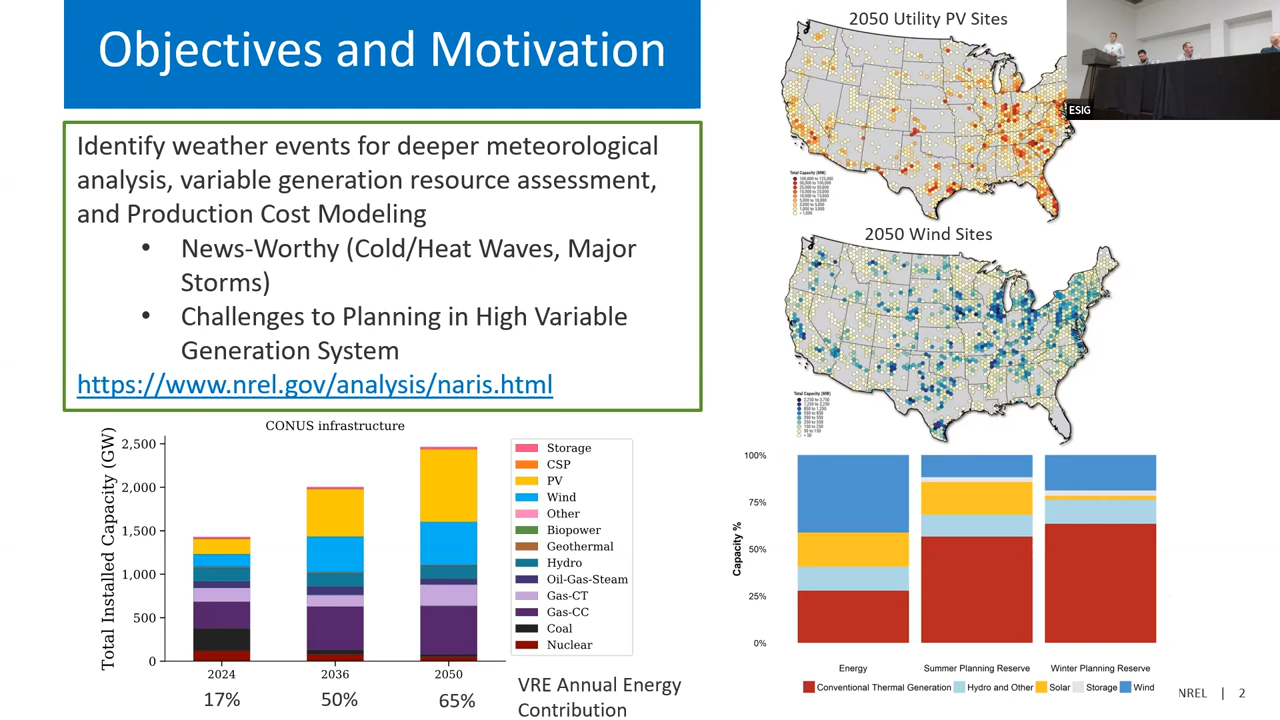 Objectives and Motivation
Identify weather events for deeper meteorological
analysis, variable generation resource assessment,
and Production Cost Modeling
• News-Worthy (Cold/Heat Waves, Major
Storms)
• Challenges to Planning in High Variable
Generation System
https://www.nrel.gov/analysis/naris.html
2050 Utility PV Sites
ESIG
Total Capacity (MW)
2050 Wind Sites
Total Capacity (MW)
CONUS infrastructure
Total Installed Capacity (GW)
2,500
2,000
1,500
1,000
500
0
2024
2036
2050
17%
50%
65%
VRE Annual Energy
Contribution
Storage
CSP
PV
Wind
Other
Biopower
Geothermal
Hydro
Oil-Gas-Steam
Gas-CT
Gas-CC
Coal
Nuclear
Capacity %
100%
75%
50%
25%
0%
Energy
Summer Planning Reserve
Winter Planning Reserve
Conventional Thermal Generation
Hydro and Other
Solar
Storage
Wind
NREL | 2